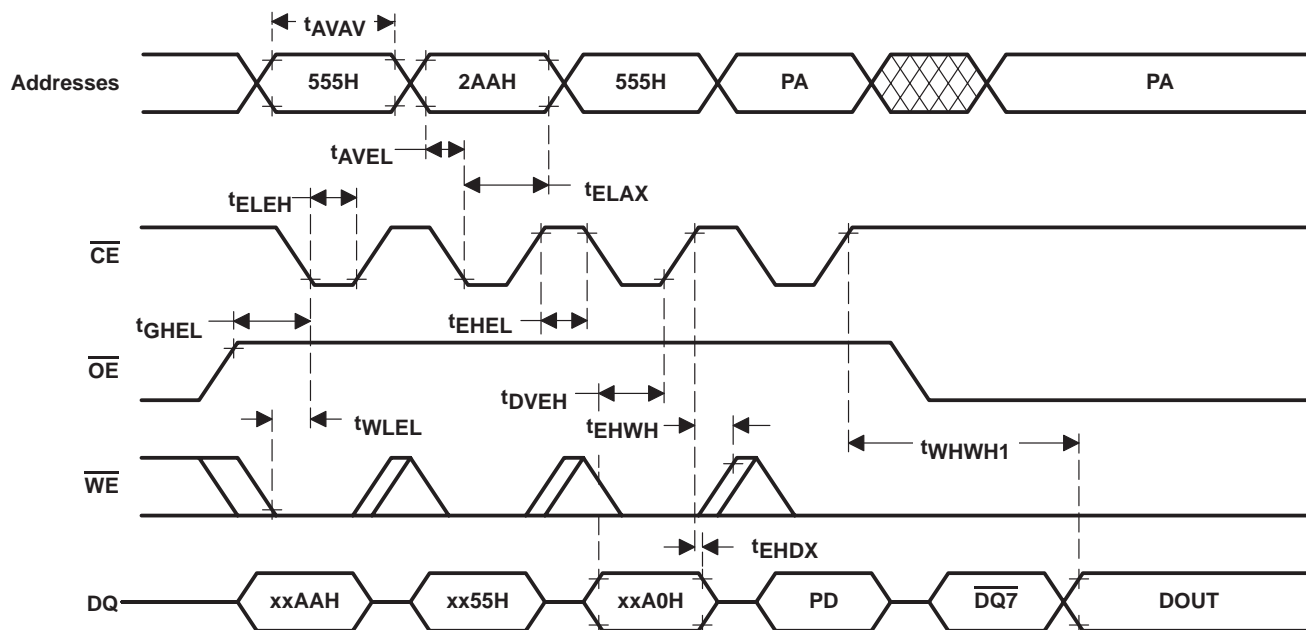 tAVAV
Addresses 555H 2AAH 555H PA PA
tAVEL
tELAX
tELEH
CE
tGHEL tEHEL
OE
tDVEH
tWLEL tEHWH tWHWH1
WE
tEHDX
DQ xxAAH xx55H xxA0H PD DQ7 DOUT